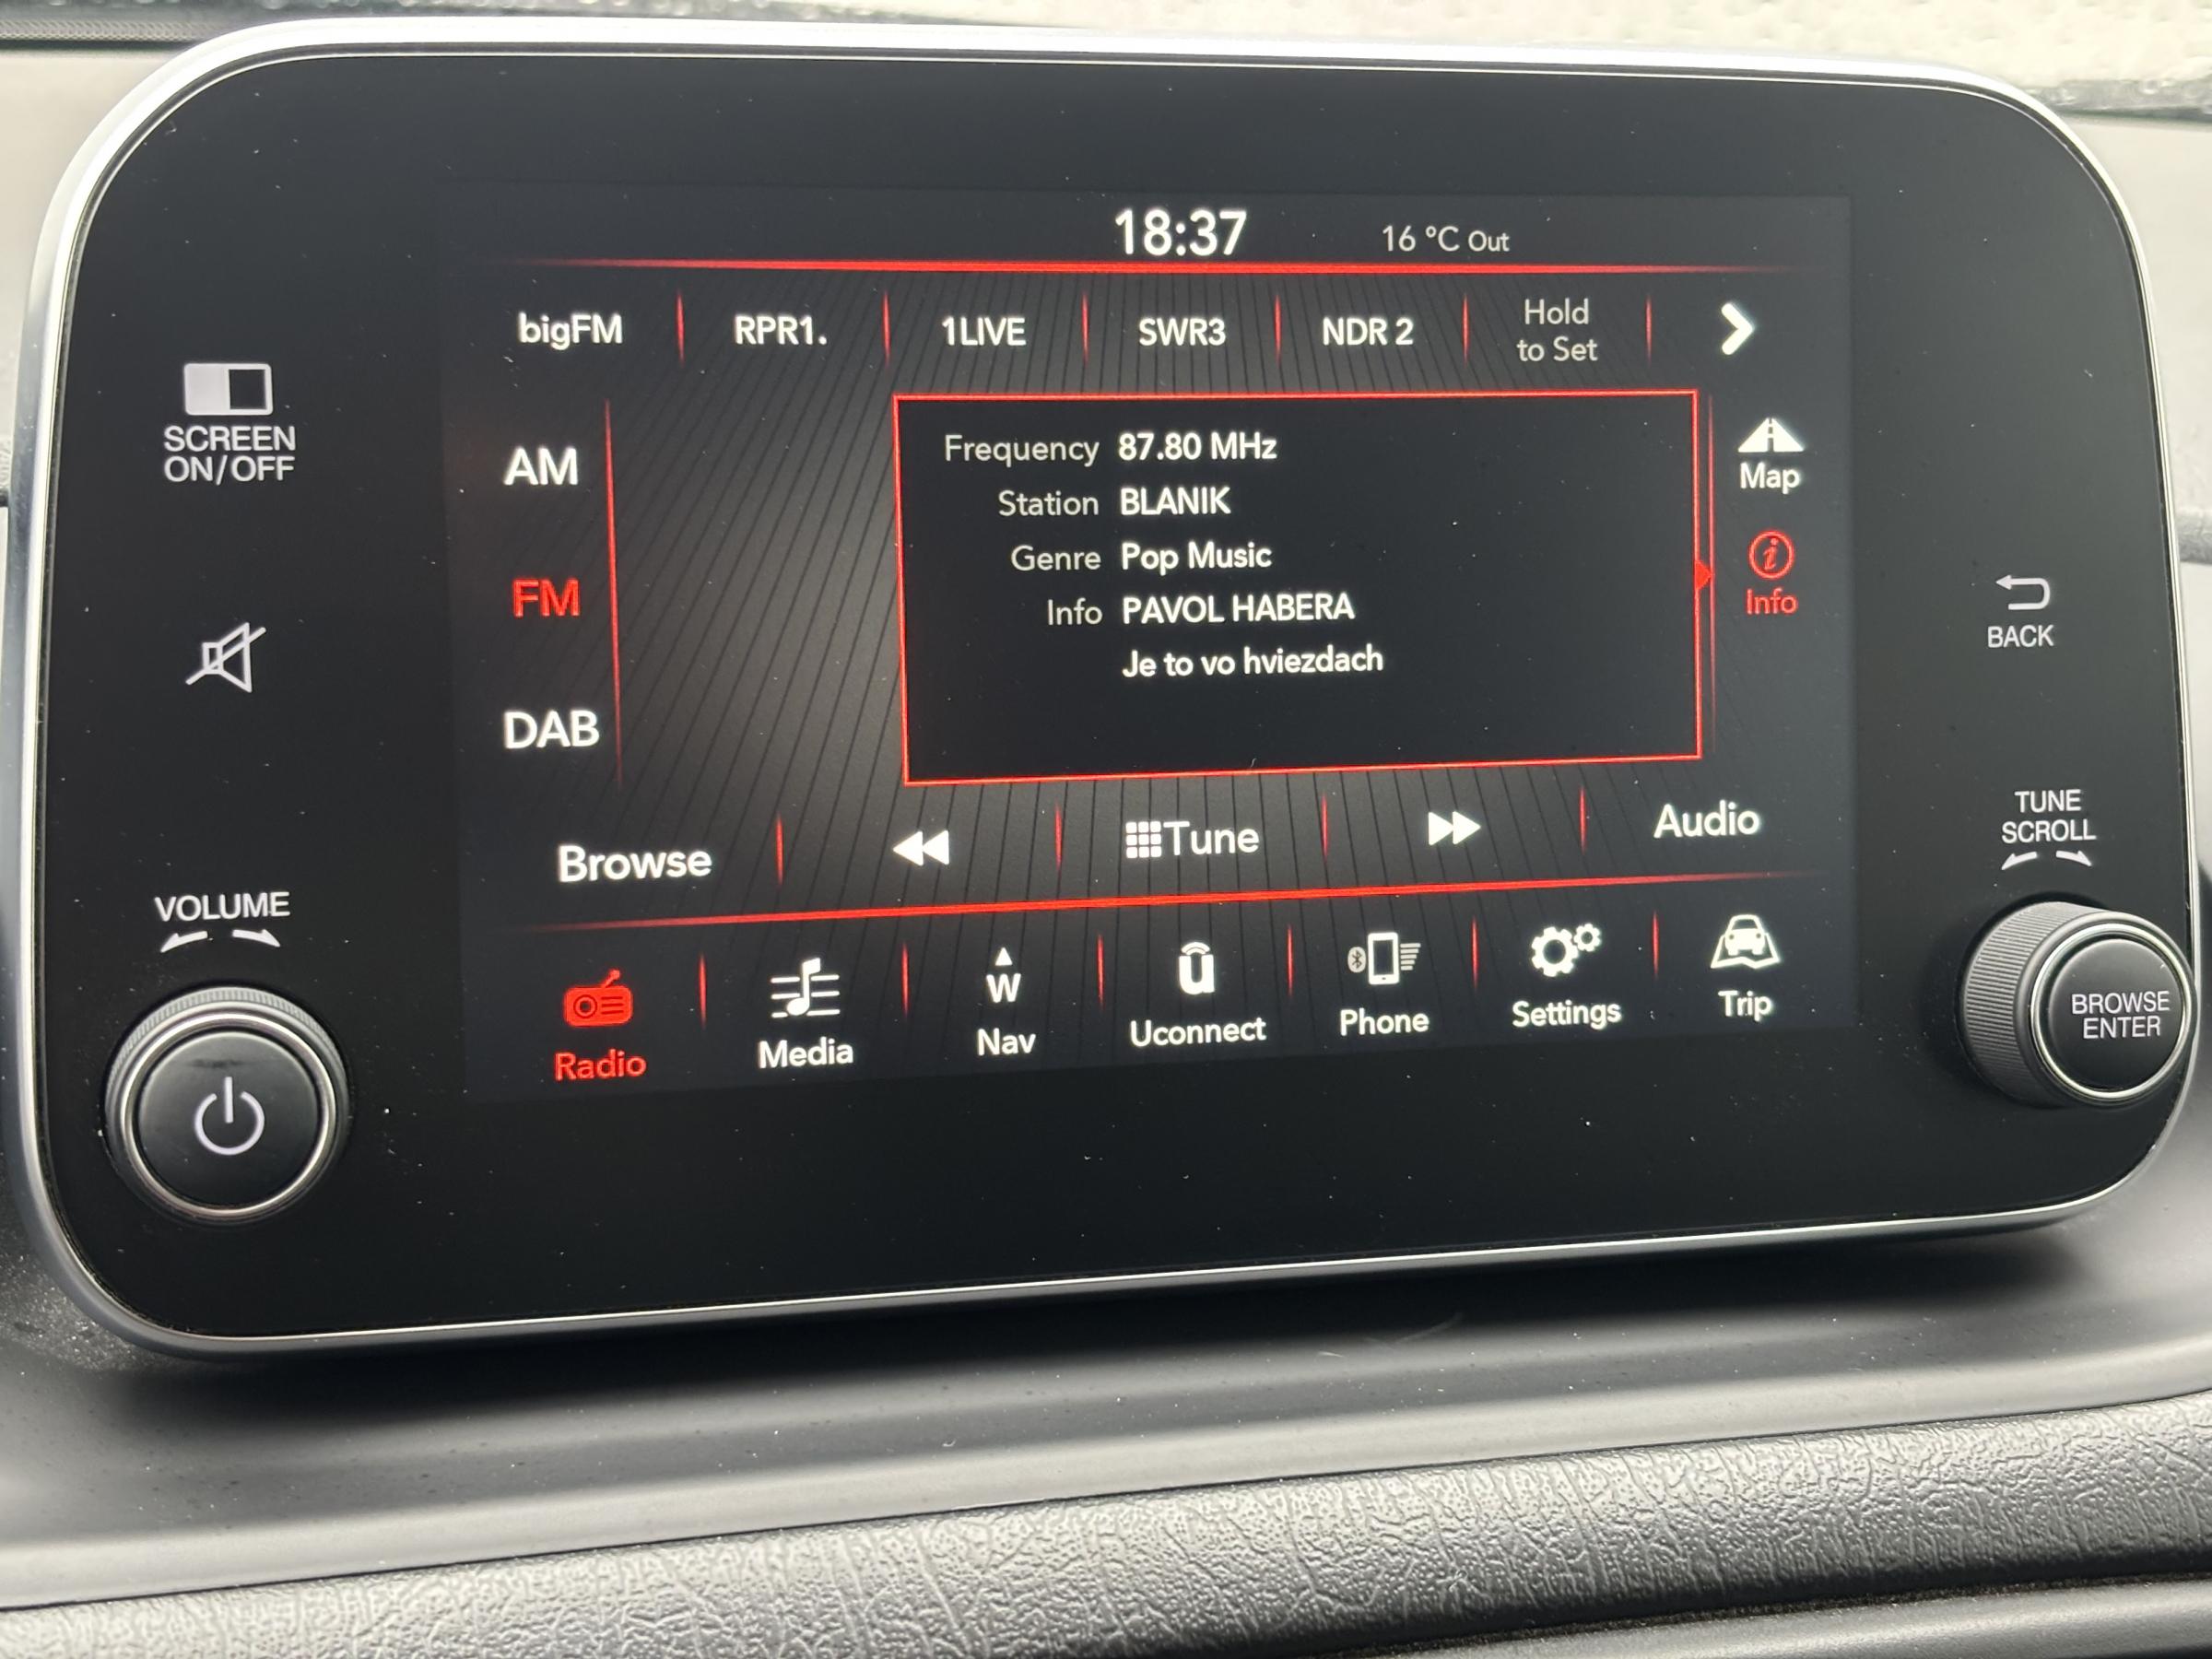 18:37
16 °C Out
bigFM
RPR1.
1LIVE
SWR3
NDR 2
Hold
to Set
SCREEN
ON/OFF
AM
FM
DAB
Frequency 87.80 MHz
Station BLANIK
Genre Pop Music
Info PAVOL HABERA
Je to vo hviezdach
Map
Info
BACK
TUNE
SCROLL
Browse
Tune
Audio
VOLUME
Radio
Media
W
Nav
Uconnect
Phone
Settings
Trip
BROWSE
ENTER